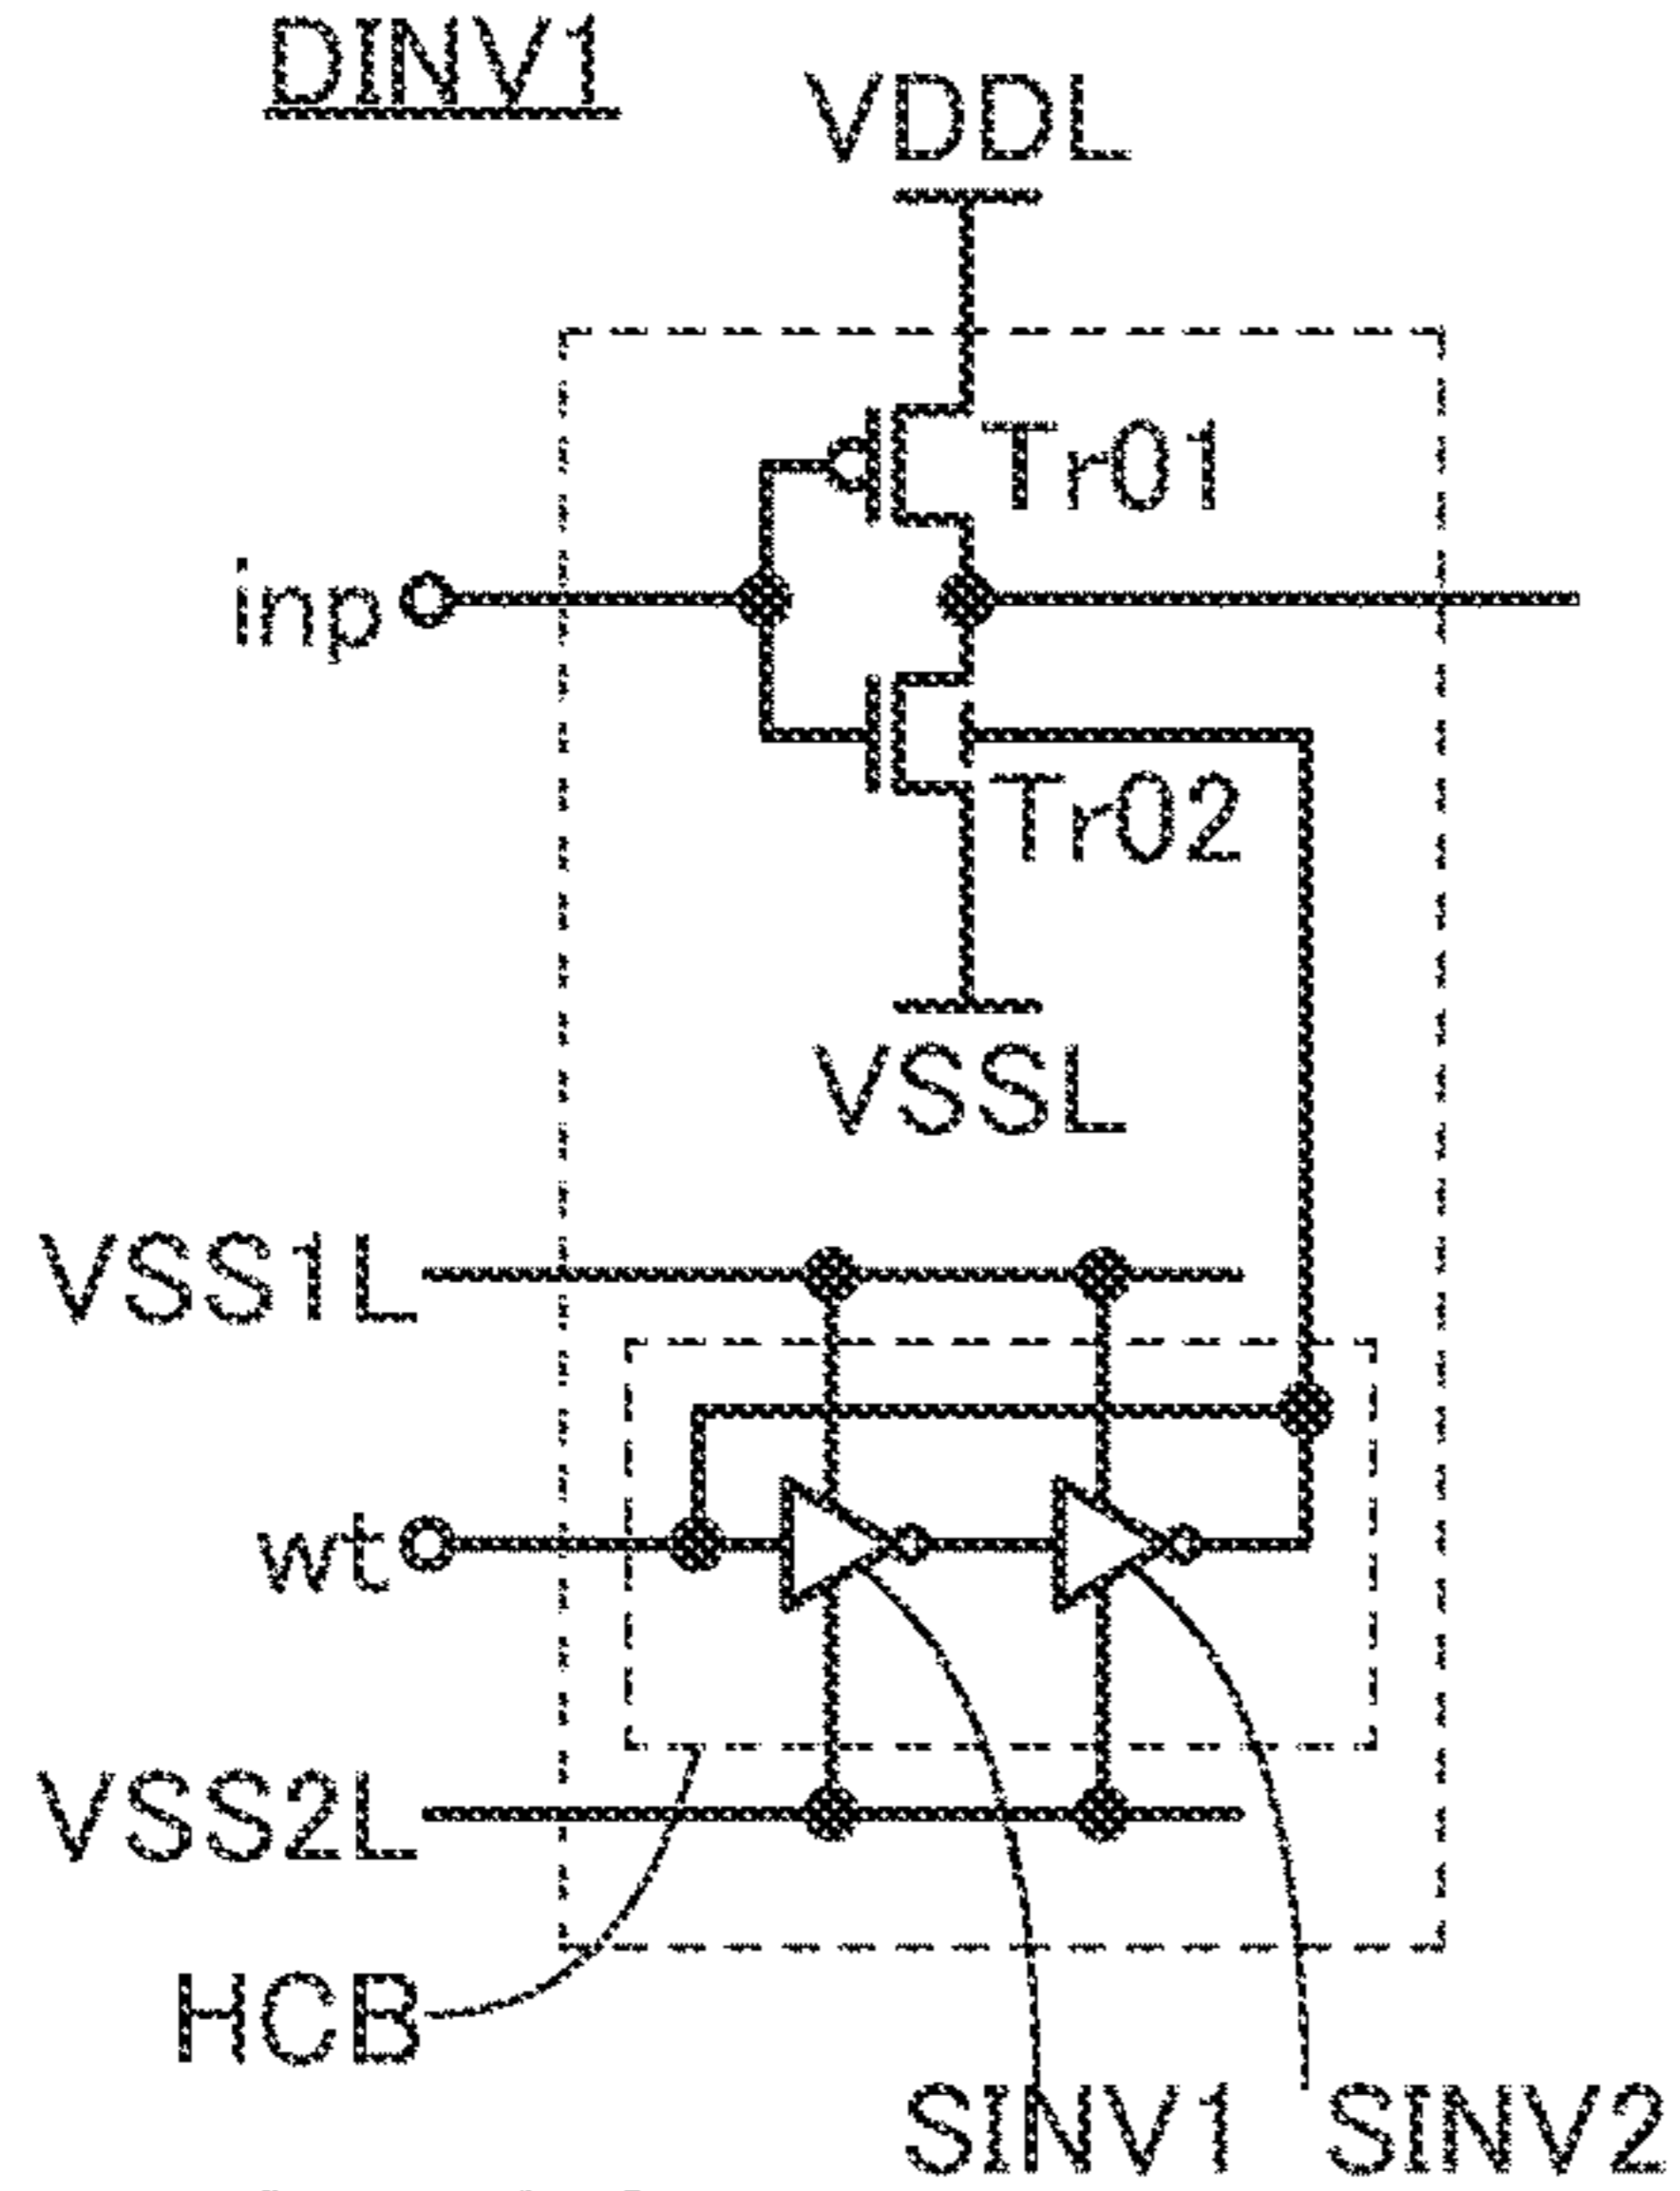 DINV1
VDDL
Tr01
inp
Tr02
VSSL
VSS1L
wt
VSS2L
HCB
SINV1 SINV2